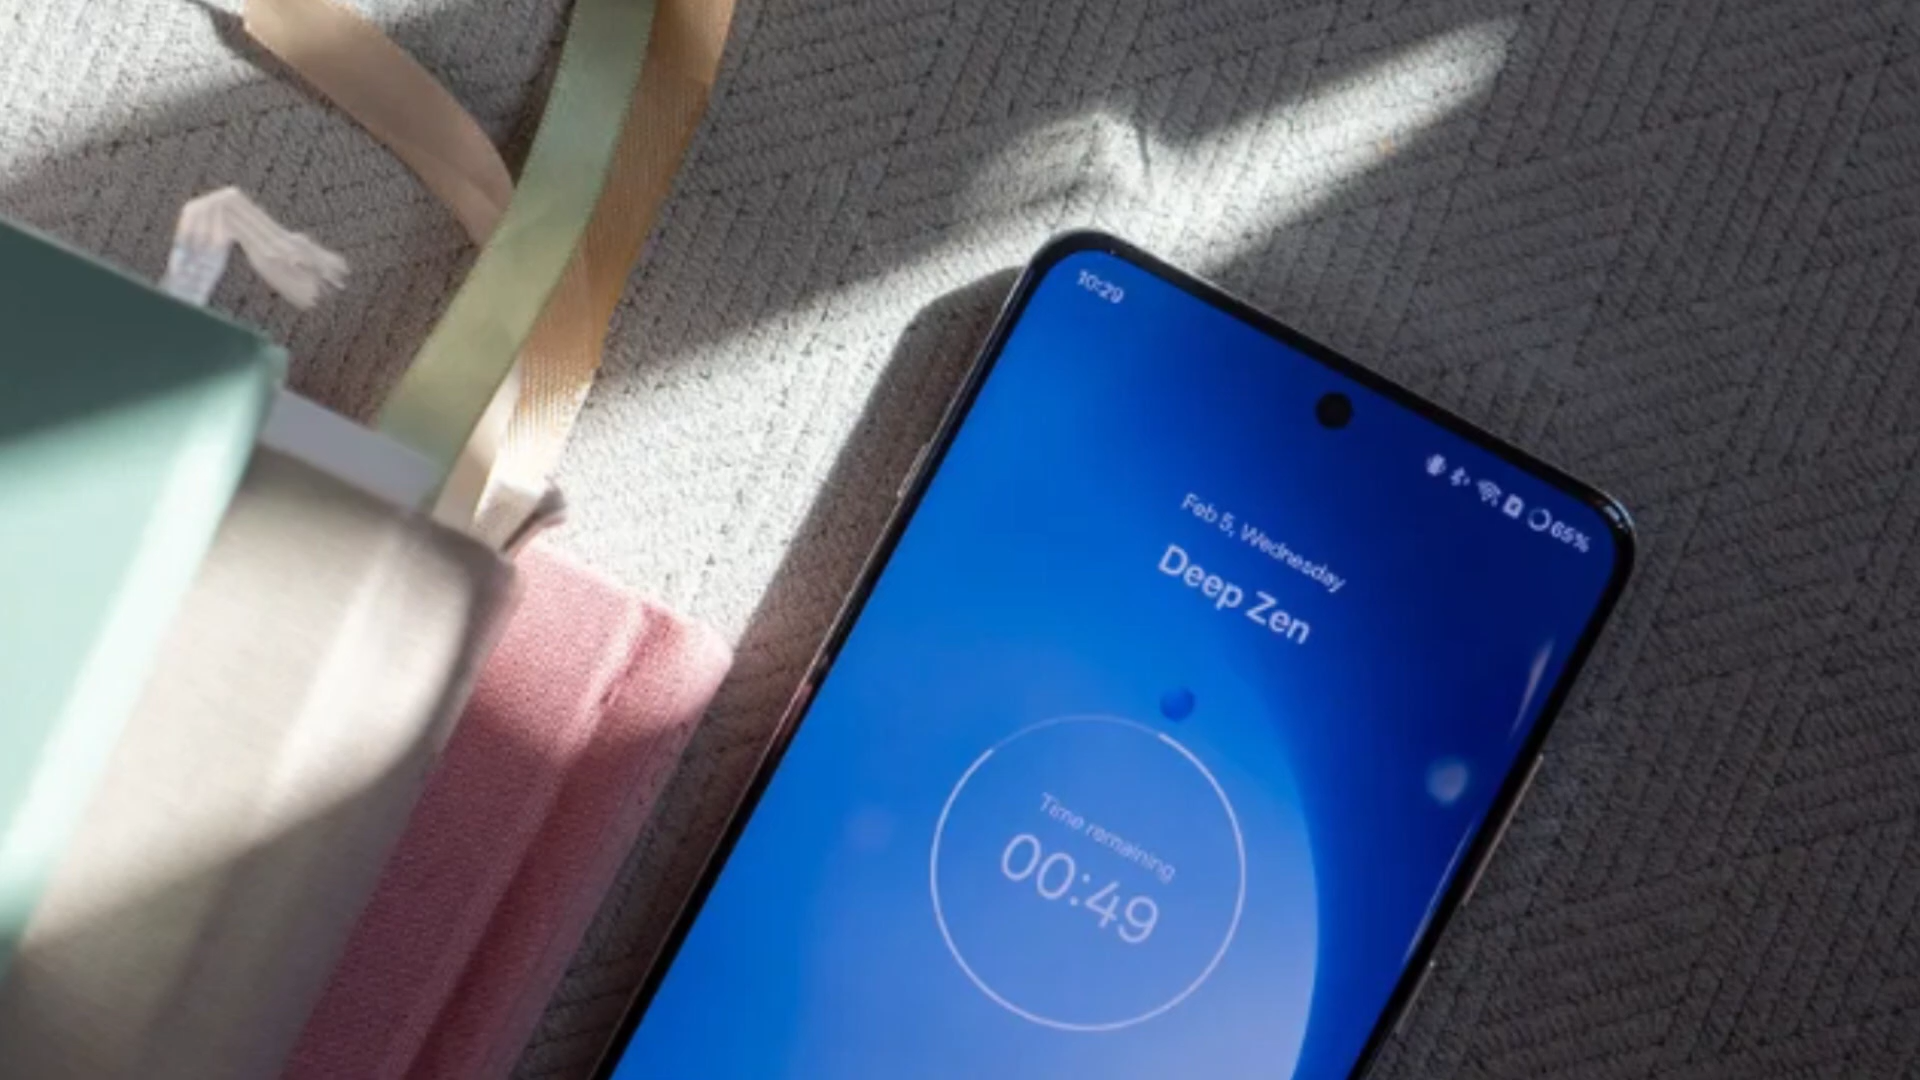 10:29
65%
Feb 5, Wednesday
Deep Zen
Time remaining
00:49